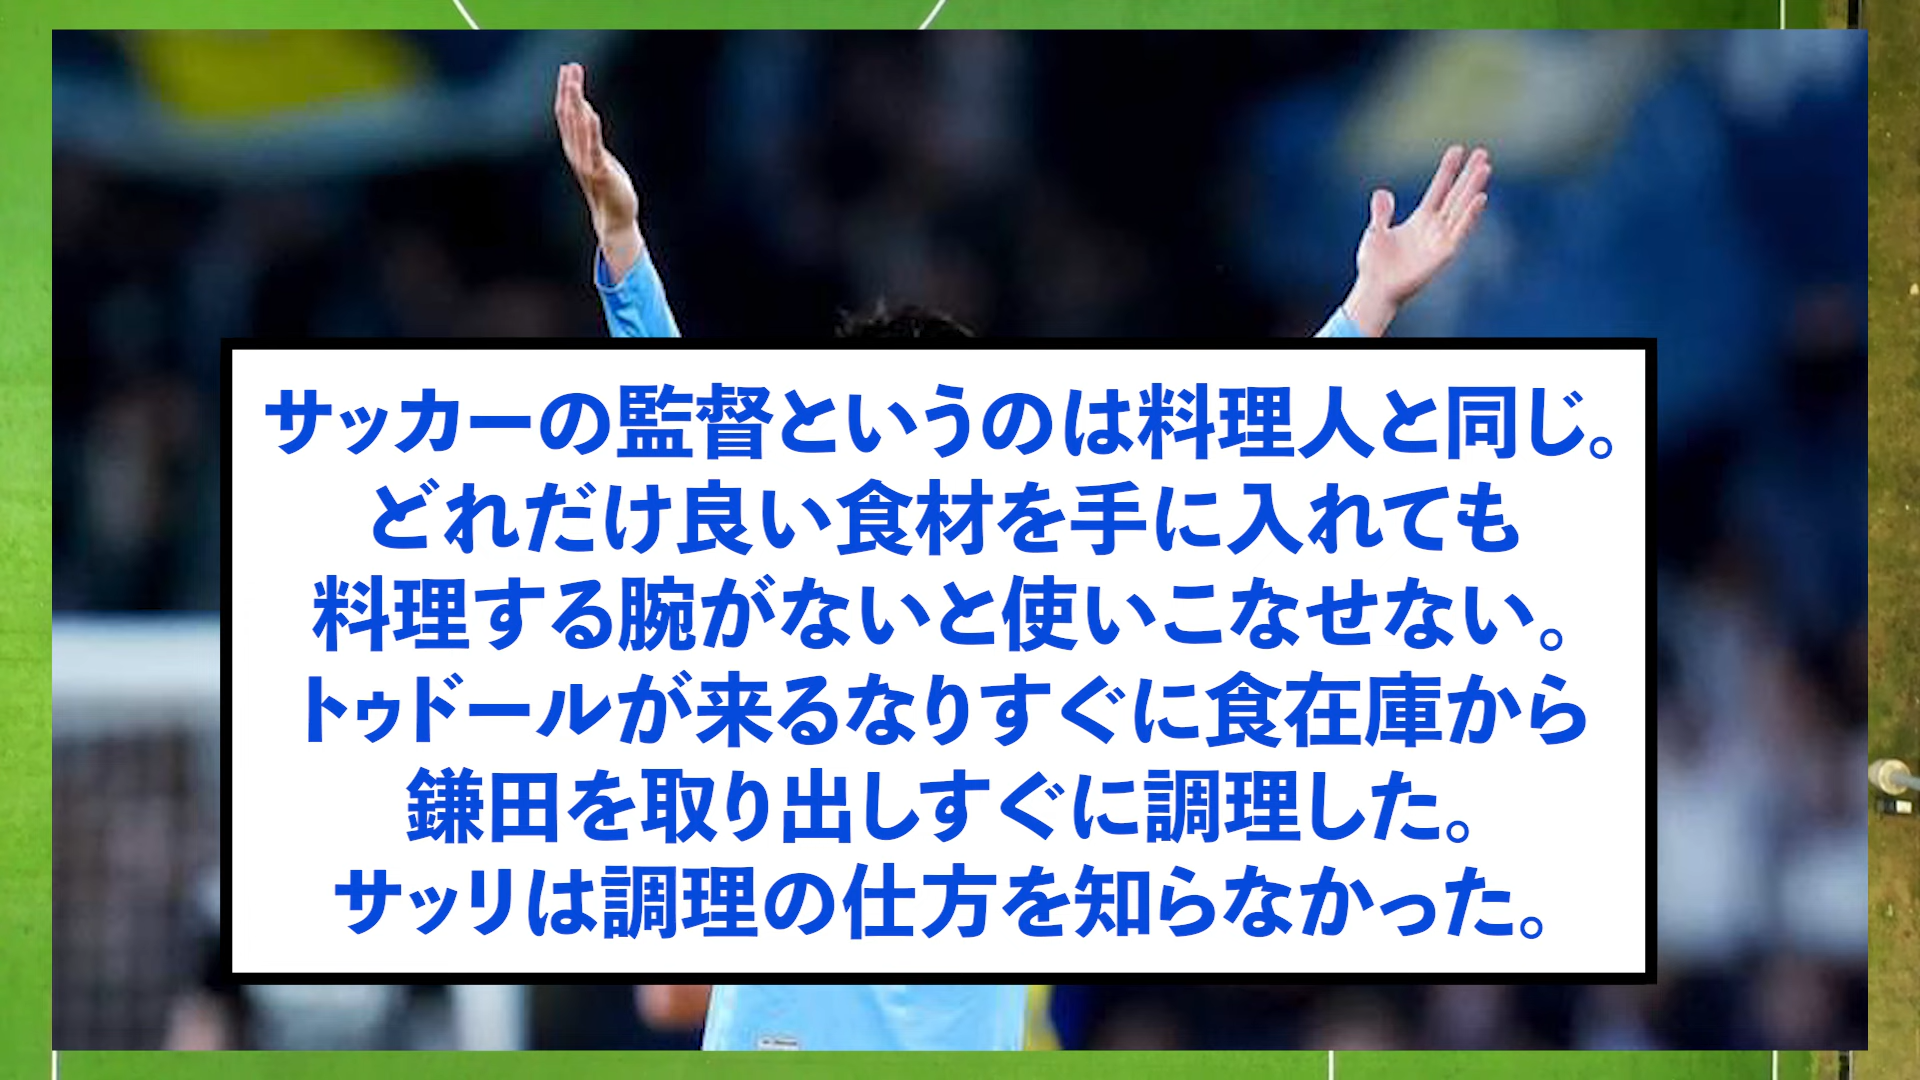 サッカーの監督というのは料理人と同じ。
どれだけ良い食材を手に入れても
料理する腕がないと使いこなせない。
トゥドールが来るなりすぐに食在庫から
鎌田を取り出しすぐに調理した。
サッリは調理の仕方を知らなかった。